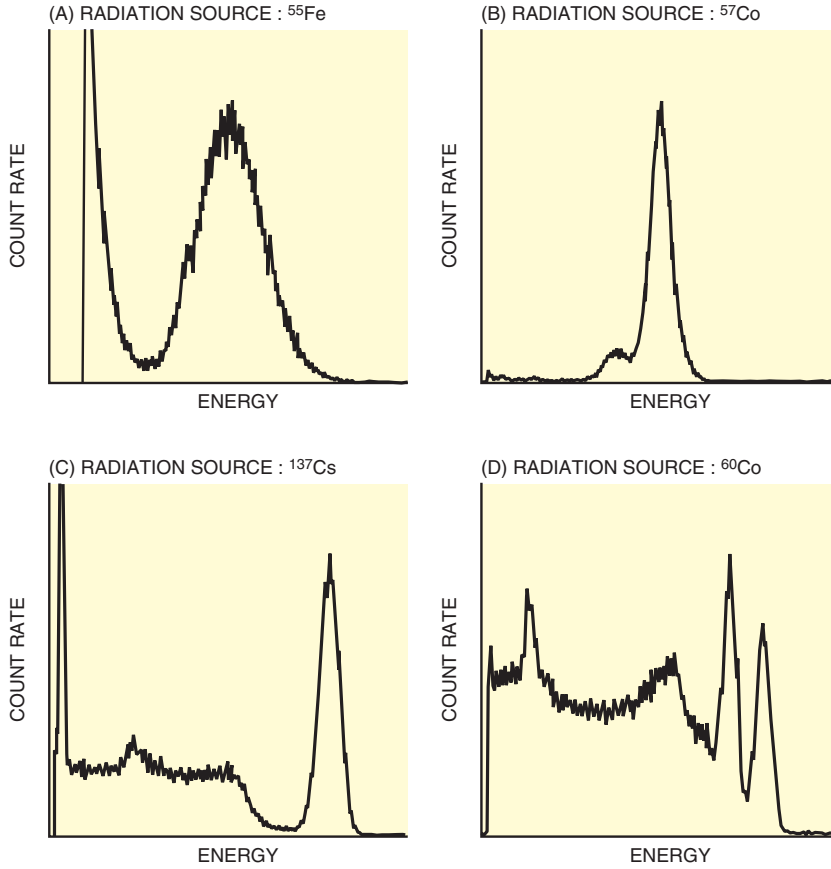 (A) RADIATION SOURCE : ⁵⁵Fe
COUNT RATE
ENERGY
(B) RADIATION SOURCE : ⁵⁷Co
COUNT RATE
ENERGY
(C) RADIATION SOURCE : ¹³⁷Cs
COUNT RATE
ENERGY
(D) RADIATION SOURCE : ⁶⁰Co
COUNT RATE
ENERGY